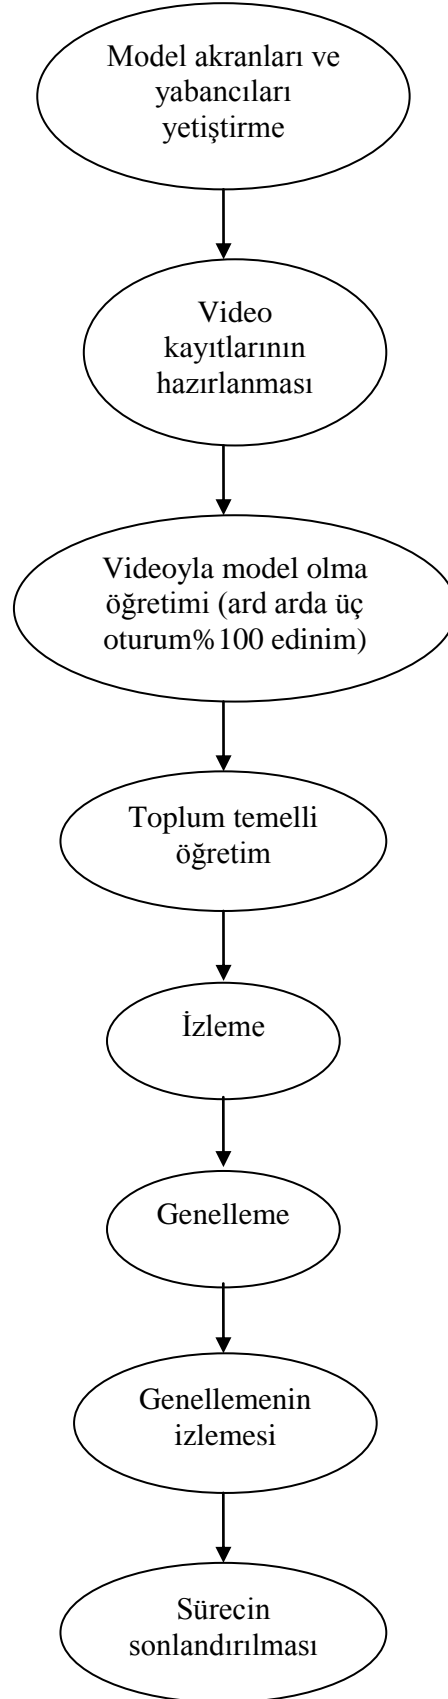 Model akranları ve
yabancıları
yetiştirme
Video
kayıtlarının
hazırlanması
Videoyla model olma
öğretimi (ard arda üç
oturum%100 edinim)
Toplum temelli
öğretim
İzleme
Genelleme
Genellemenin
izlemesi
Sürecin
sonlandırılması